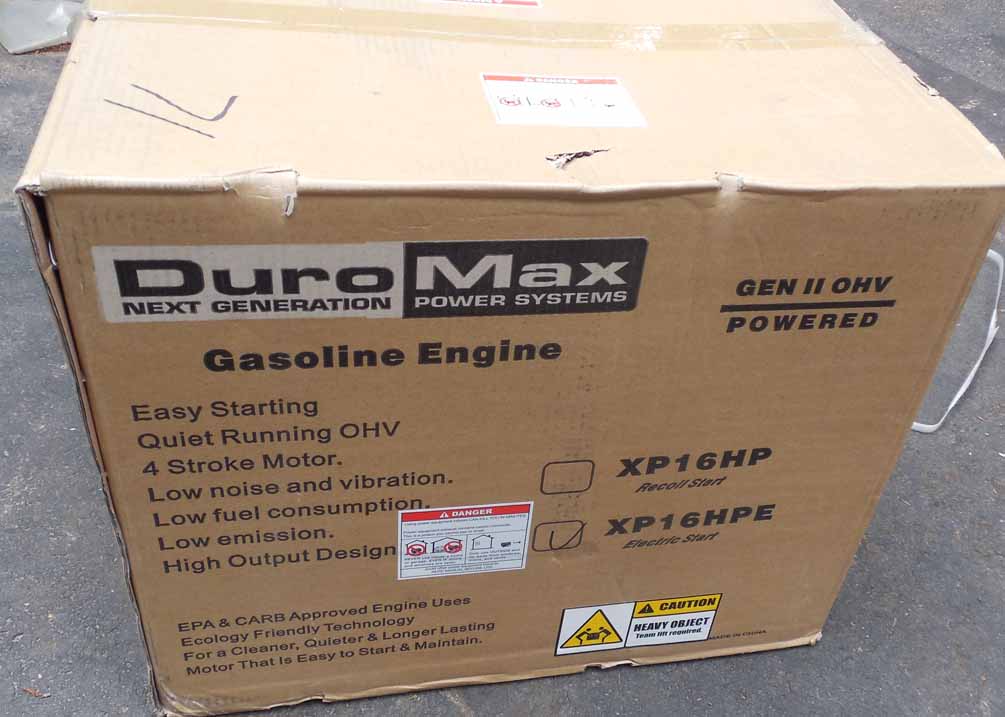 DANGER
DuroMax
NEXT GENERATION POWER SYSTEMS
GEN II OHV
POWERED
Gasoline Engine
Easy Starting
Quiet Running OHV
4 Stroke Motor.
Low noise and vibration.
Low fuel consumption.
Low emission.
High Output Design
XP16HP
Recoil Start
XP16HPE
Electric Start
DANGER
EPA & CARB Approved Engine Uses
Ecology Friendly Technology
For a Cleaner, Quieter & Longer Lasting
Motor That Is Easy to Start & Maintain.
CAUTION
HEAVY OBJECT
Team lift required.
MADE IN CHINA